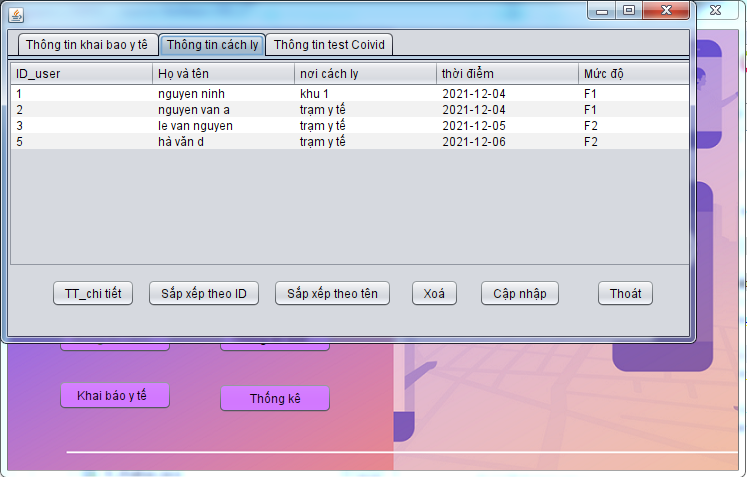 Thông tin khai bao y tê Thông tin cách ly Thông tin test Coivid
ID_user Họ và tên nơi cách ly thời điểm Mức độ
1 nguyen ninh khu 1 2021-12-04 F1
2 nguyen van a trạm y tế 2021-12-04 F1
3 le van nguyen trạm y tế 2021-12-05 F2
5 hà văn d trạm y tế 2021-12-06 F2
TT_chi tiết Sắp xếp theo ID Sắp xếp theo tên Xoá Cập nhập Thoát
Khai báo y tế Thống kê